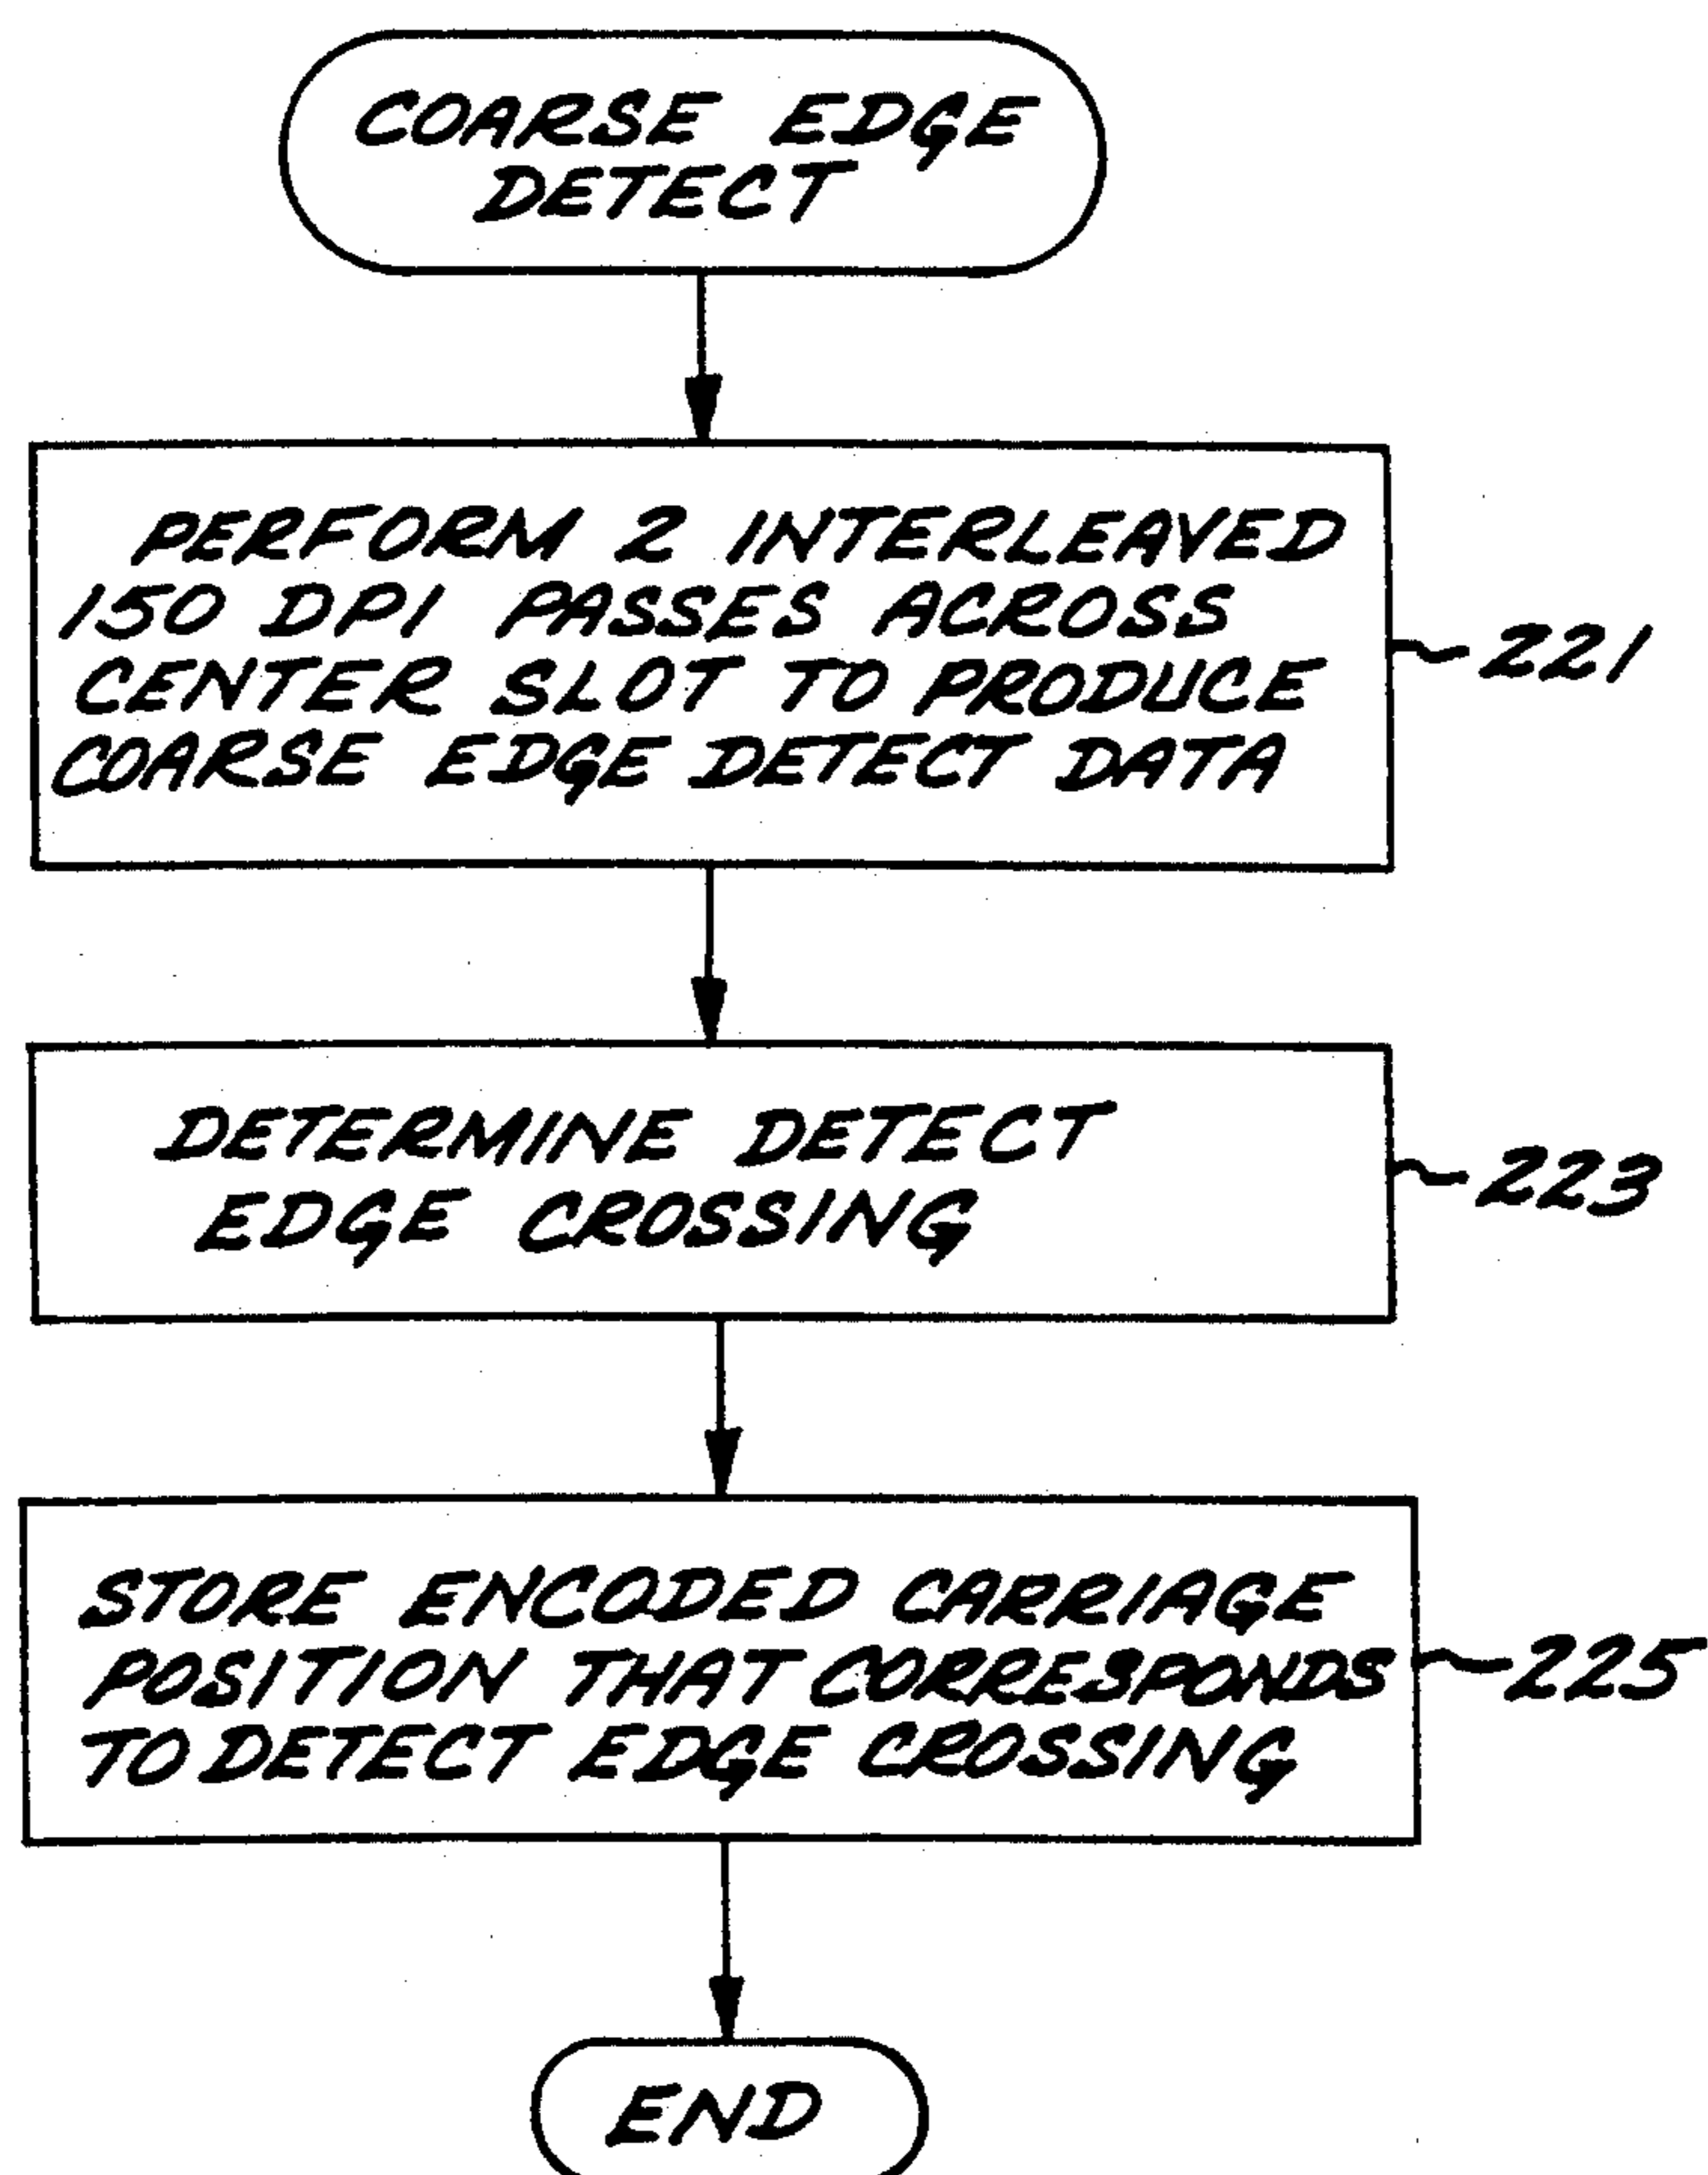 COARSE EDGE
DETECT
PERFORM 2 INTERLEAVED
150 DPI PASSES ACROSS
CENTER SLOT TO PRODUCE
COARSE EDGE DETECT DATA
221
DETERMINE DETECT
EDGE CROSSING
223
STORE ENCODED CARRIAGE
POSITION THAT CORRESPONDS
TO DETECT EDGE CROSSING
225
END